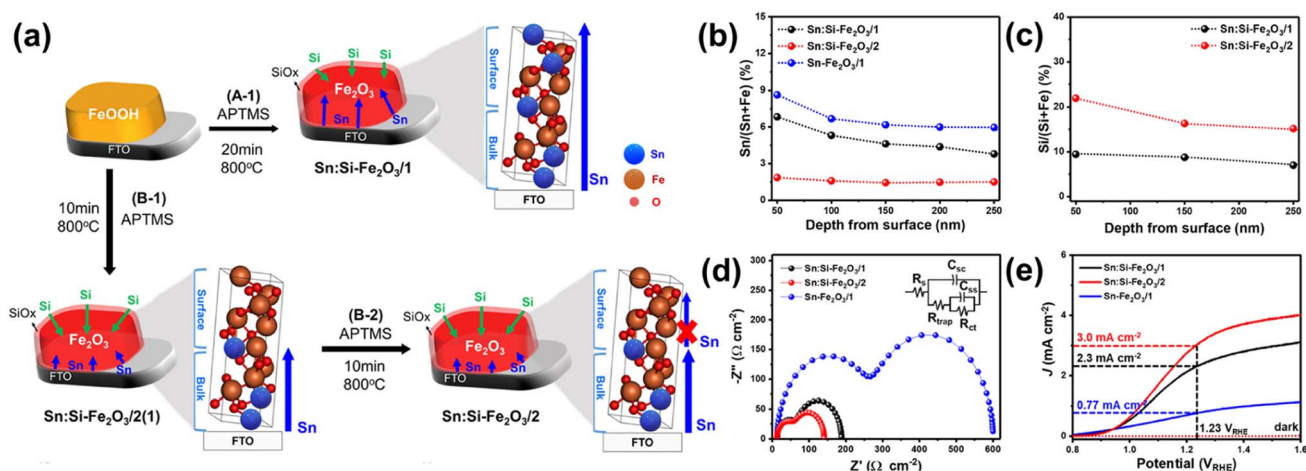 (a)
FeOOH
FTO
(A-1)
APTMS
20min
800°C
SiOx
Si
Si
Si
Fe₂O₃
Sn
Sn
FTO
Sn:Si-Fe₂O₃/1
Surface
Bulk
FTO
Sn
Sn
Fe
O
10min
800°C
(B-1)
APTMS
Si
Si
Si
SiOx
Fe₂O₃
Sn
Sn
FTO
Sn:Si-Fe₂O₃/2(1)
Surface
Bulk
FTO
Sn
(B-2)
APTMS
10min
800°C
Si
Si
Si
SiOx
Fe₂O₃
Sn
Sn
FTO
Sn:Si-Fe₂O₃/2
Surface
Bulk
FTO
Sn
(b)
Sn:Si-Fe₂O₃/1
Sn:Si-Fe₂O₃/2
Sn-Fe₂O₃/1
Sn/(Sn+Fe) (%)
15
12
9
6
3
0
50 100 150 200 250
Depth from surface (nm)
(c)
Sn:Si-Fe₂O₃/1
Sn:Si-Fe₂O₃/2
Si/(Si+Fe) (%)
40
30
20
10
0
50 100 150 200 250
Depth from surface (nm)
(d)
Sn:Si-Fe₂O₃/1
Sn:Si-Fe₂O₃/2
Sn-Fe₂O₃/1
Rs
Csc
Css
Rtrap
Rct
-Z'' (Ω cm⁻²)
300
250
200
150
100
50
0
0 100 200 300 400 500 600
Z' (Ω cm⁻²)
(e)
Sn:Si-Fe₂O₃/1
Sn:Si-Fe₂O₃/2
Sn-Fe₂O₃/1
J (mA cm⁻²)
6
4
2
0
3.0 mA cm⁻²
2.3 mA cm⁻²
0.77 mA cm⁻²
1.23 VRHE
dark
0.8 1.0 1.2 1.4 1.6
Potential (VRHE)